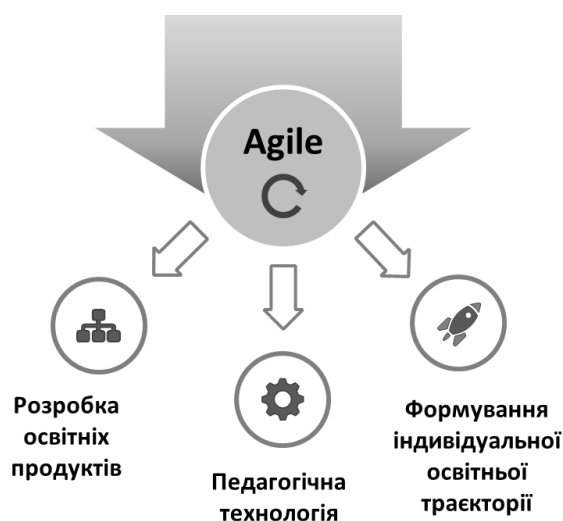 Agile
Розробка
освітніх
продуктів
Педагогічна
технологія
Формування
індивідуальної
освітньої
траєкторії